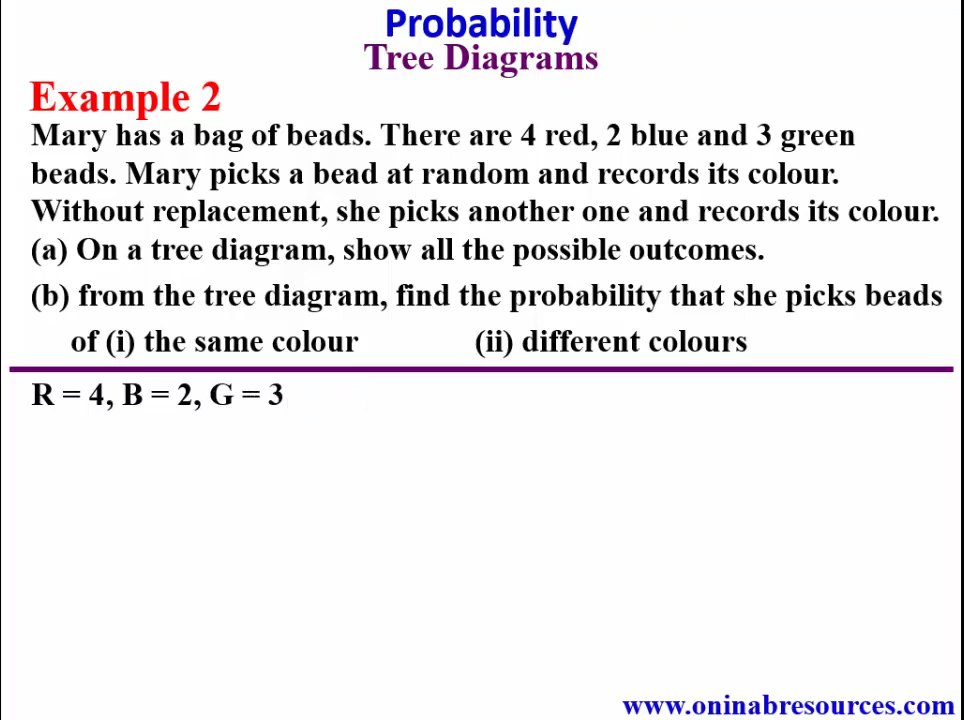 Probability
Tree Diagrams
Example 2
Mary has a bag of beads. There are 4 red, 2 blue and 3 green
beads. Mary picks a bead at random and records its colour.
Without replacement, she picks another one and records its colour.
(a) On a tree diagram, show all the possible outcomes.
(b) from the tree diagram, find the probability that she picks beads
of (i) the same colour (ii) different colours
R = 4, B = 2, G = 3
www.oninabresources.com